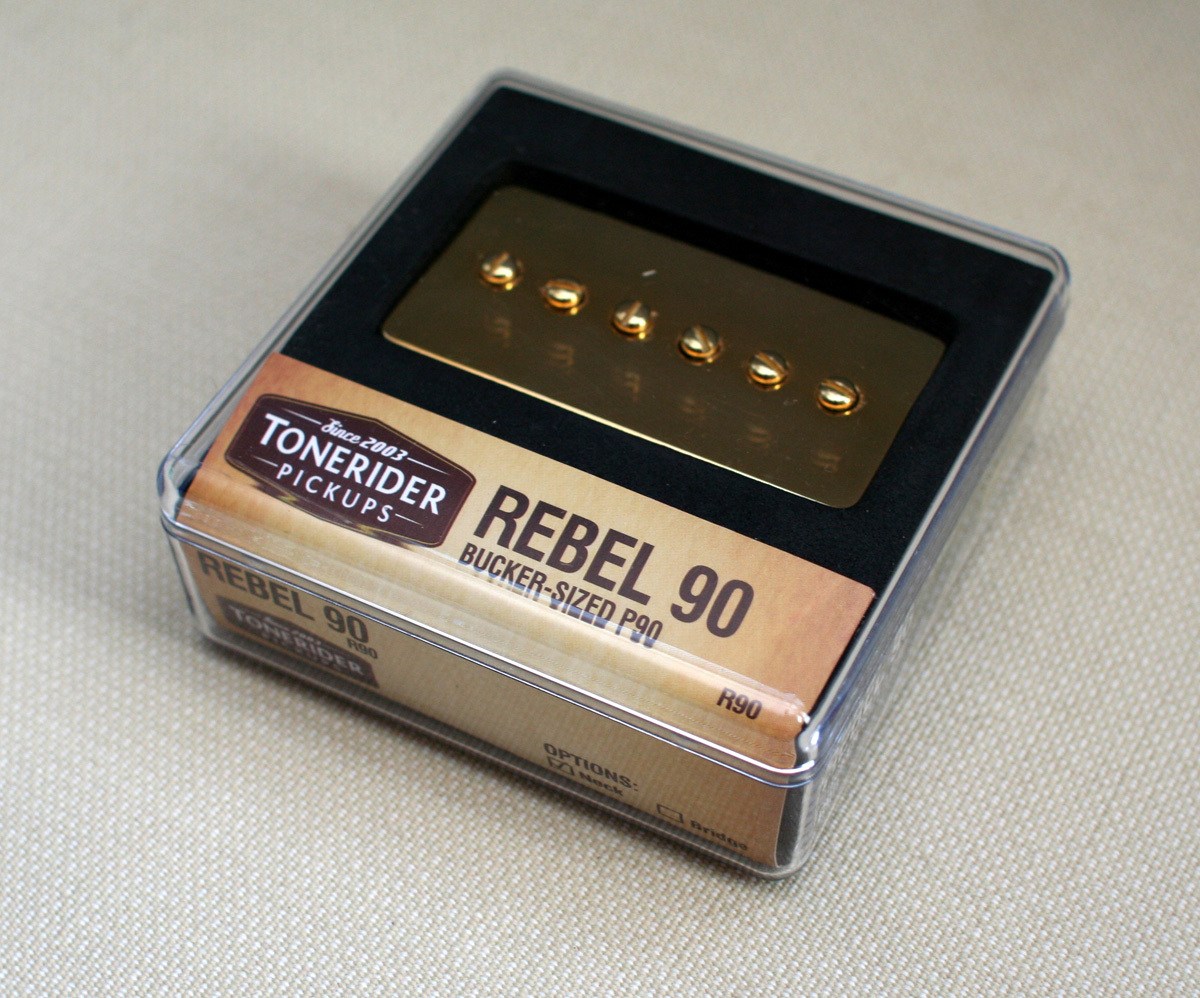 Since 2003
TONERIDER
PICKUPS
REBEL 90
BUCKER-SIZED P90
R90
REBEL 90
R90
TONERIDER
OPTIONS:
Neck
Bridge